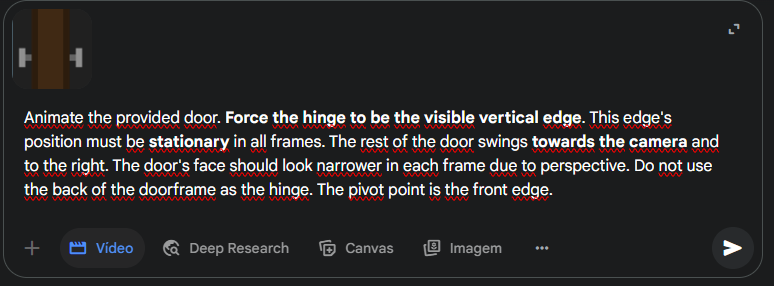 Animate the provided door. Force the hinge to be the visible vertical edge. This edge's
position must be stationary in all frames. The rest of the door swings towards the camera and
to the right. The door's face should look narrower in each frame due to perspective. Do not use
the back of the doorframe as the hinge. The pivot point is the front edge.
Vídeo Deep Research Canvas Imagem